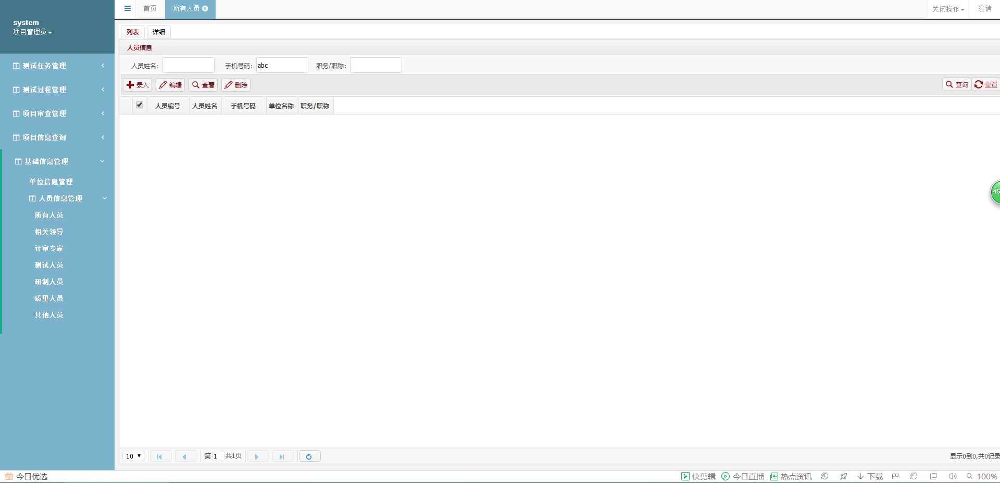 system
项目管理员
首页
所有人员
关闭操作
注销
测试任务管理
测试过程管理
项目审查管理
项目信息查询
基础信息管理
单位信息管理
人员信息管理
所有人员
相关领导
评审专家
测试人员
研制人员
质量人员
其他人员
列表
详细
人员信息
人员姓名：
手机号码：abc
职务/职称：
录入
编辑
查看
删除
查询
重置
人员编号
人员姓名
手机号码
单位名称
职务/职称
45
10
第 1 共1页
显示0到0,共0记录
今日优选
快剪辑
今日直播
热点资讯
下载
100%